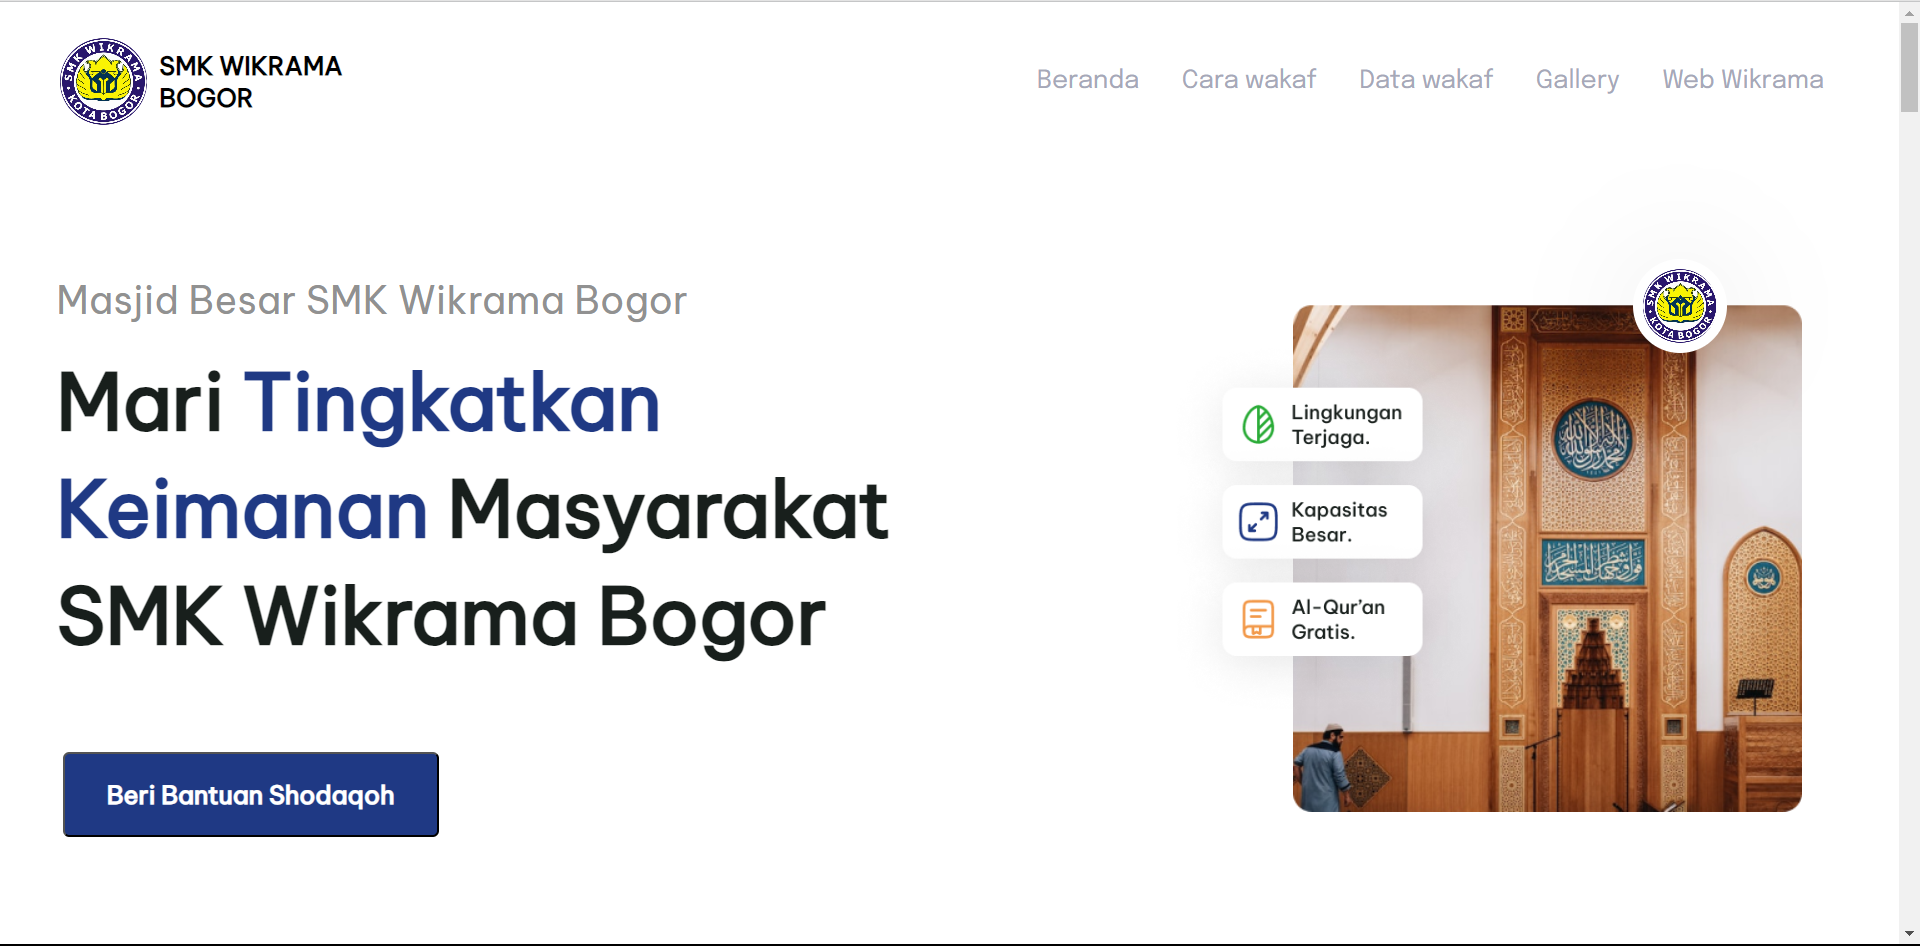 SMK WIKRAMA
KOTA BOGOR
SMK WIKRAMA
BOGOR
Beranda
Cara wakaf
Data wakaf
Gallery
Web Wikrama
Masjid Besar SMK Wikrama Bogor
Mari Tingkatkan
Keimanan Masyarakat
SMK Wikrama Bogor
Beri Bantuan Shodaqoh
SMK WIKRAMA
KOTA BOGOR
Lingkungan
Terjaga.
Kapasitas
Besar.
Al-Qur’an
Gratis.